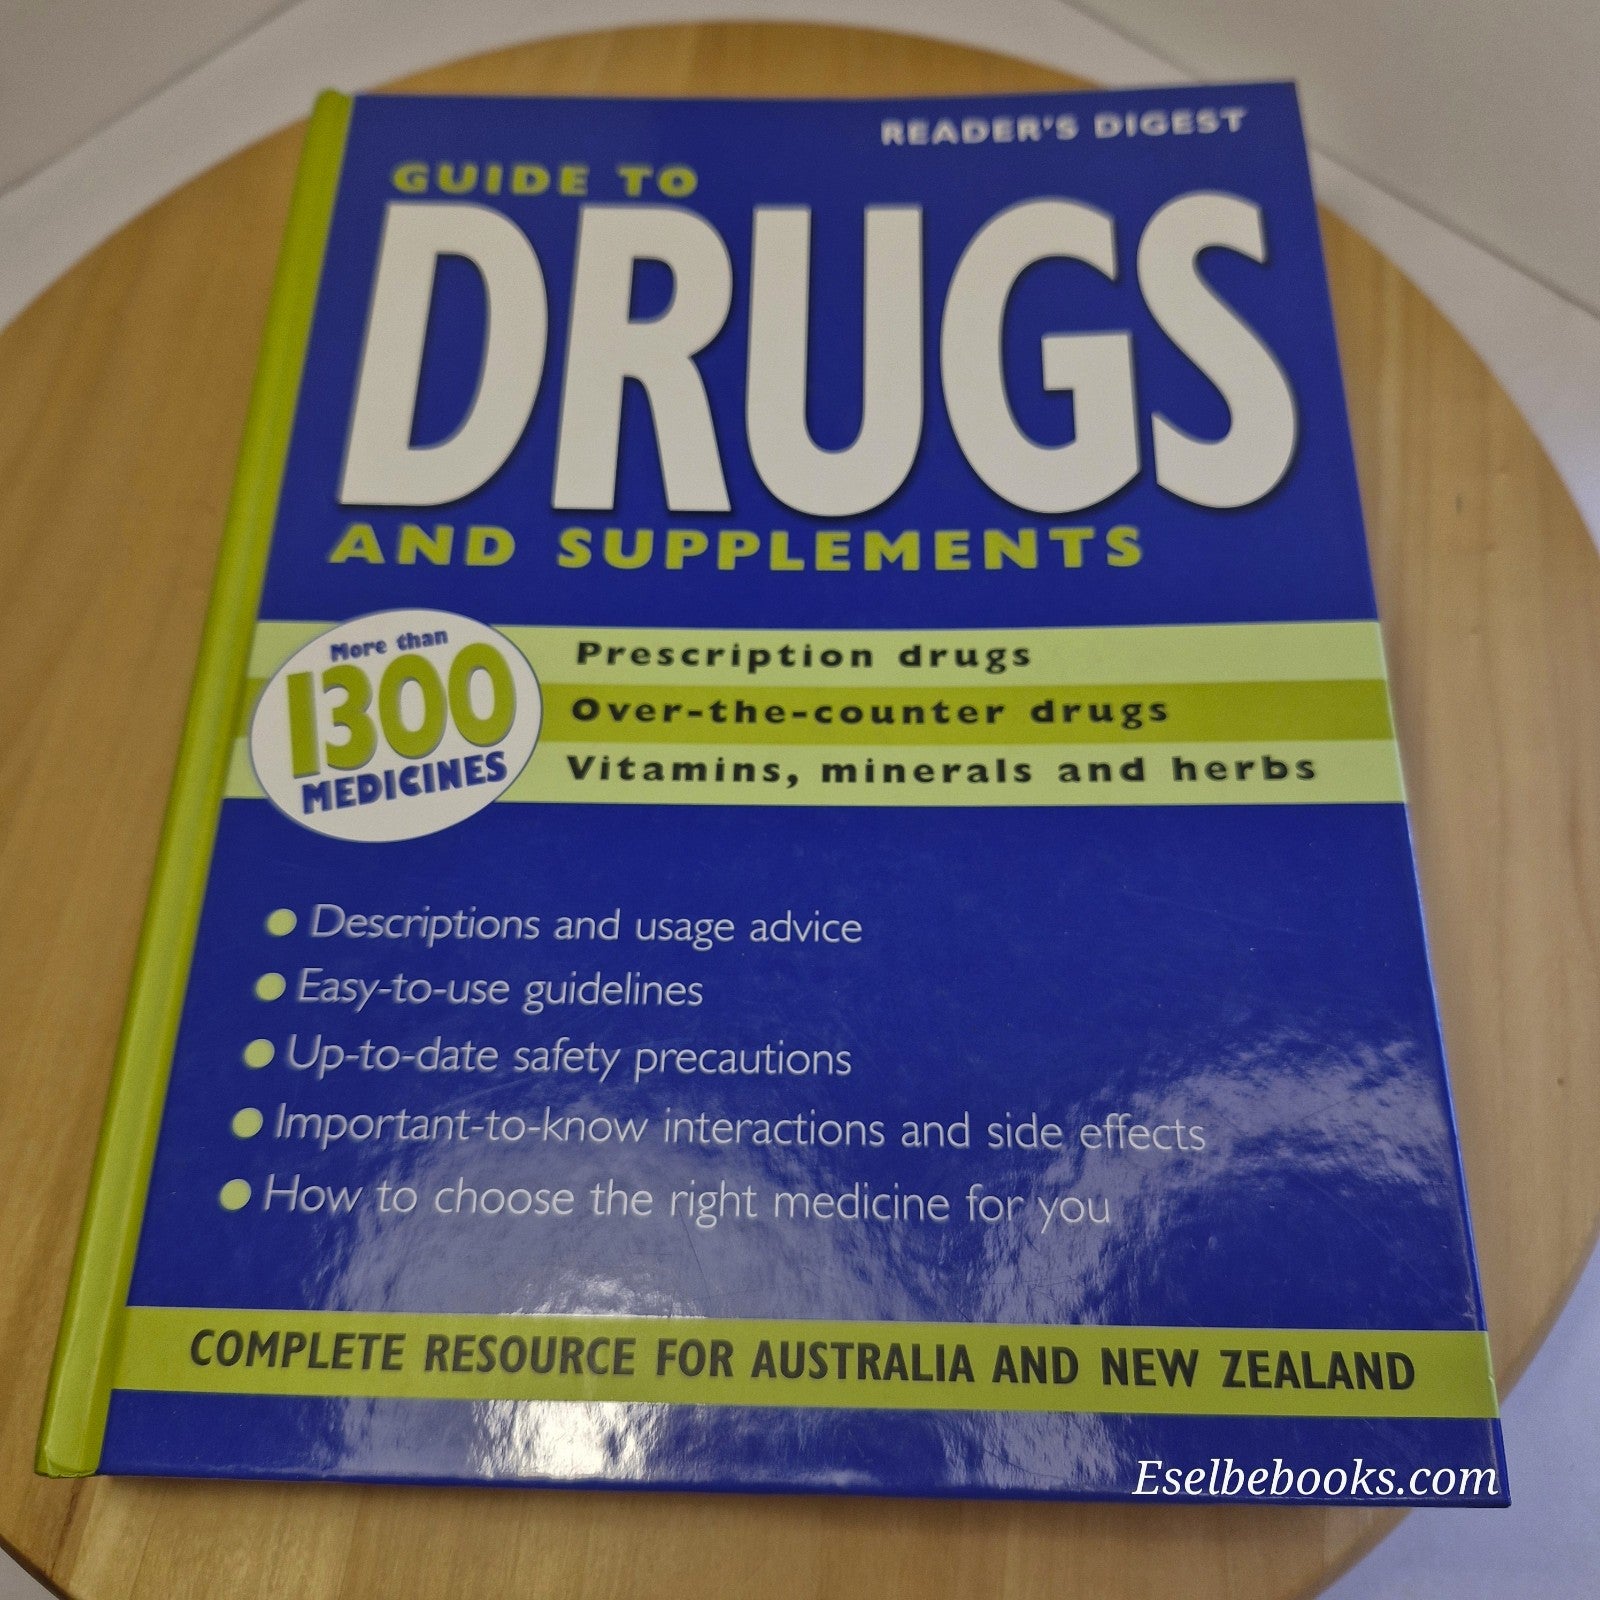 READER'S DIGEST
GUIDE TO
DRUGS
AND SUPPLEMENTS
More than
1300
MEDICINES
Prescription drugs
Over-the-counter drugs
Vitamins, minerals and herbs
● Descriptions and usage advice
● Easy-to-use guidelines
● Up-to-date safety precautions
● Important-to-know interactions and side effects
● How to choose the right medicine for you
COMPLETE RESOURCE FOR AUSTRALIA AND NEW ZEALAND
Eselbebooks.com